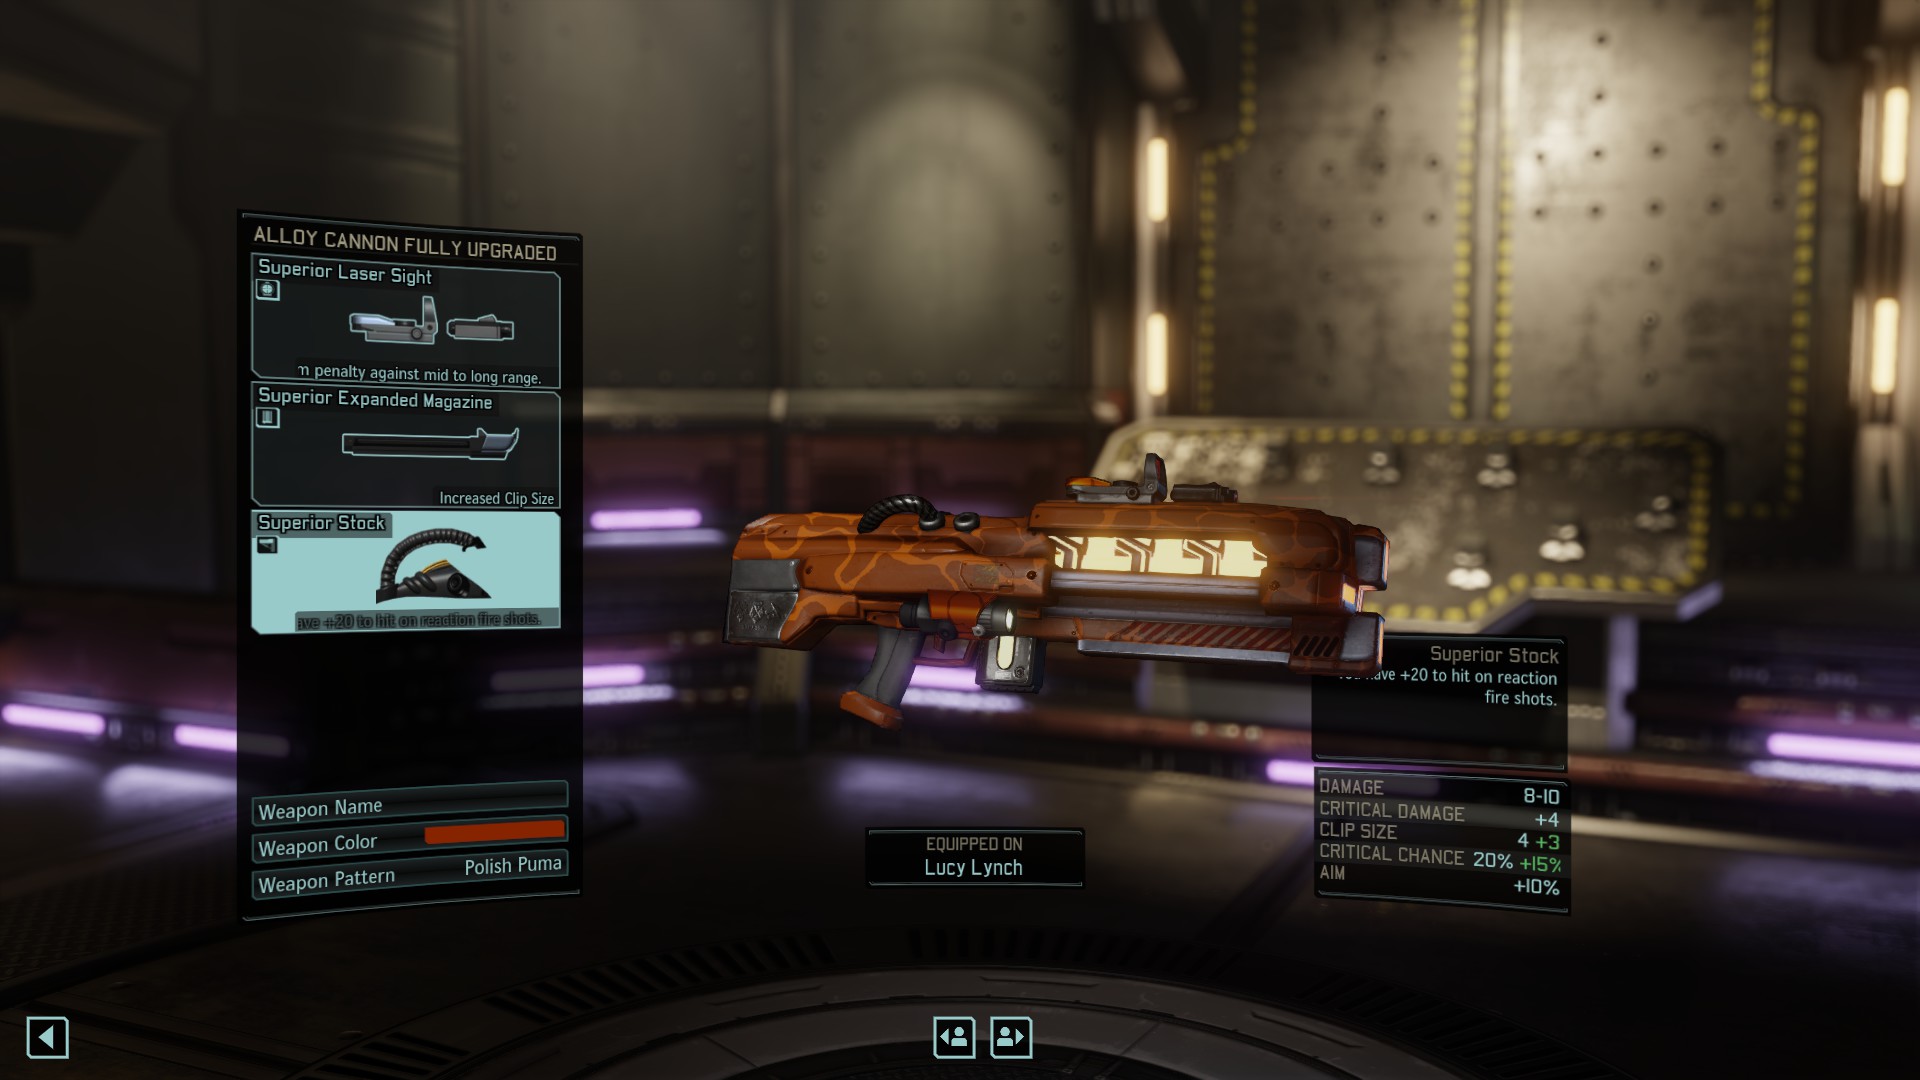 ALLOY CANNON FULLY UPGRADED
Superior Laser Sight
m penalty against mid to long range.
Superior Expanded Magazine
Increased Clip Size
Superior Stock
ave +20 to hit on reaction fire shots.
Weapon Name
Weapon Color
Weapon Pattern Polish Puma
EQUIPPED ON
Lucy Lynch
Superior Stock
have +20 to hit on reaction
fire shots.
DAMAGE 8-10
CRITICAL DAMAGE +4
CLIP SIZE 4 +3
CRITICAL CHANCE 20% +15%
AIM +10%